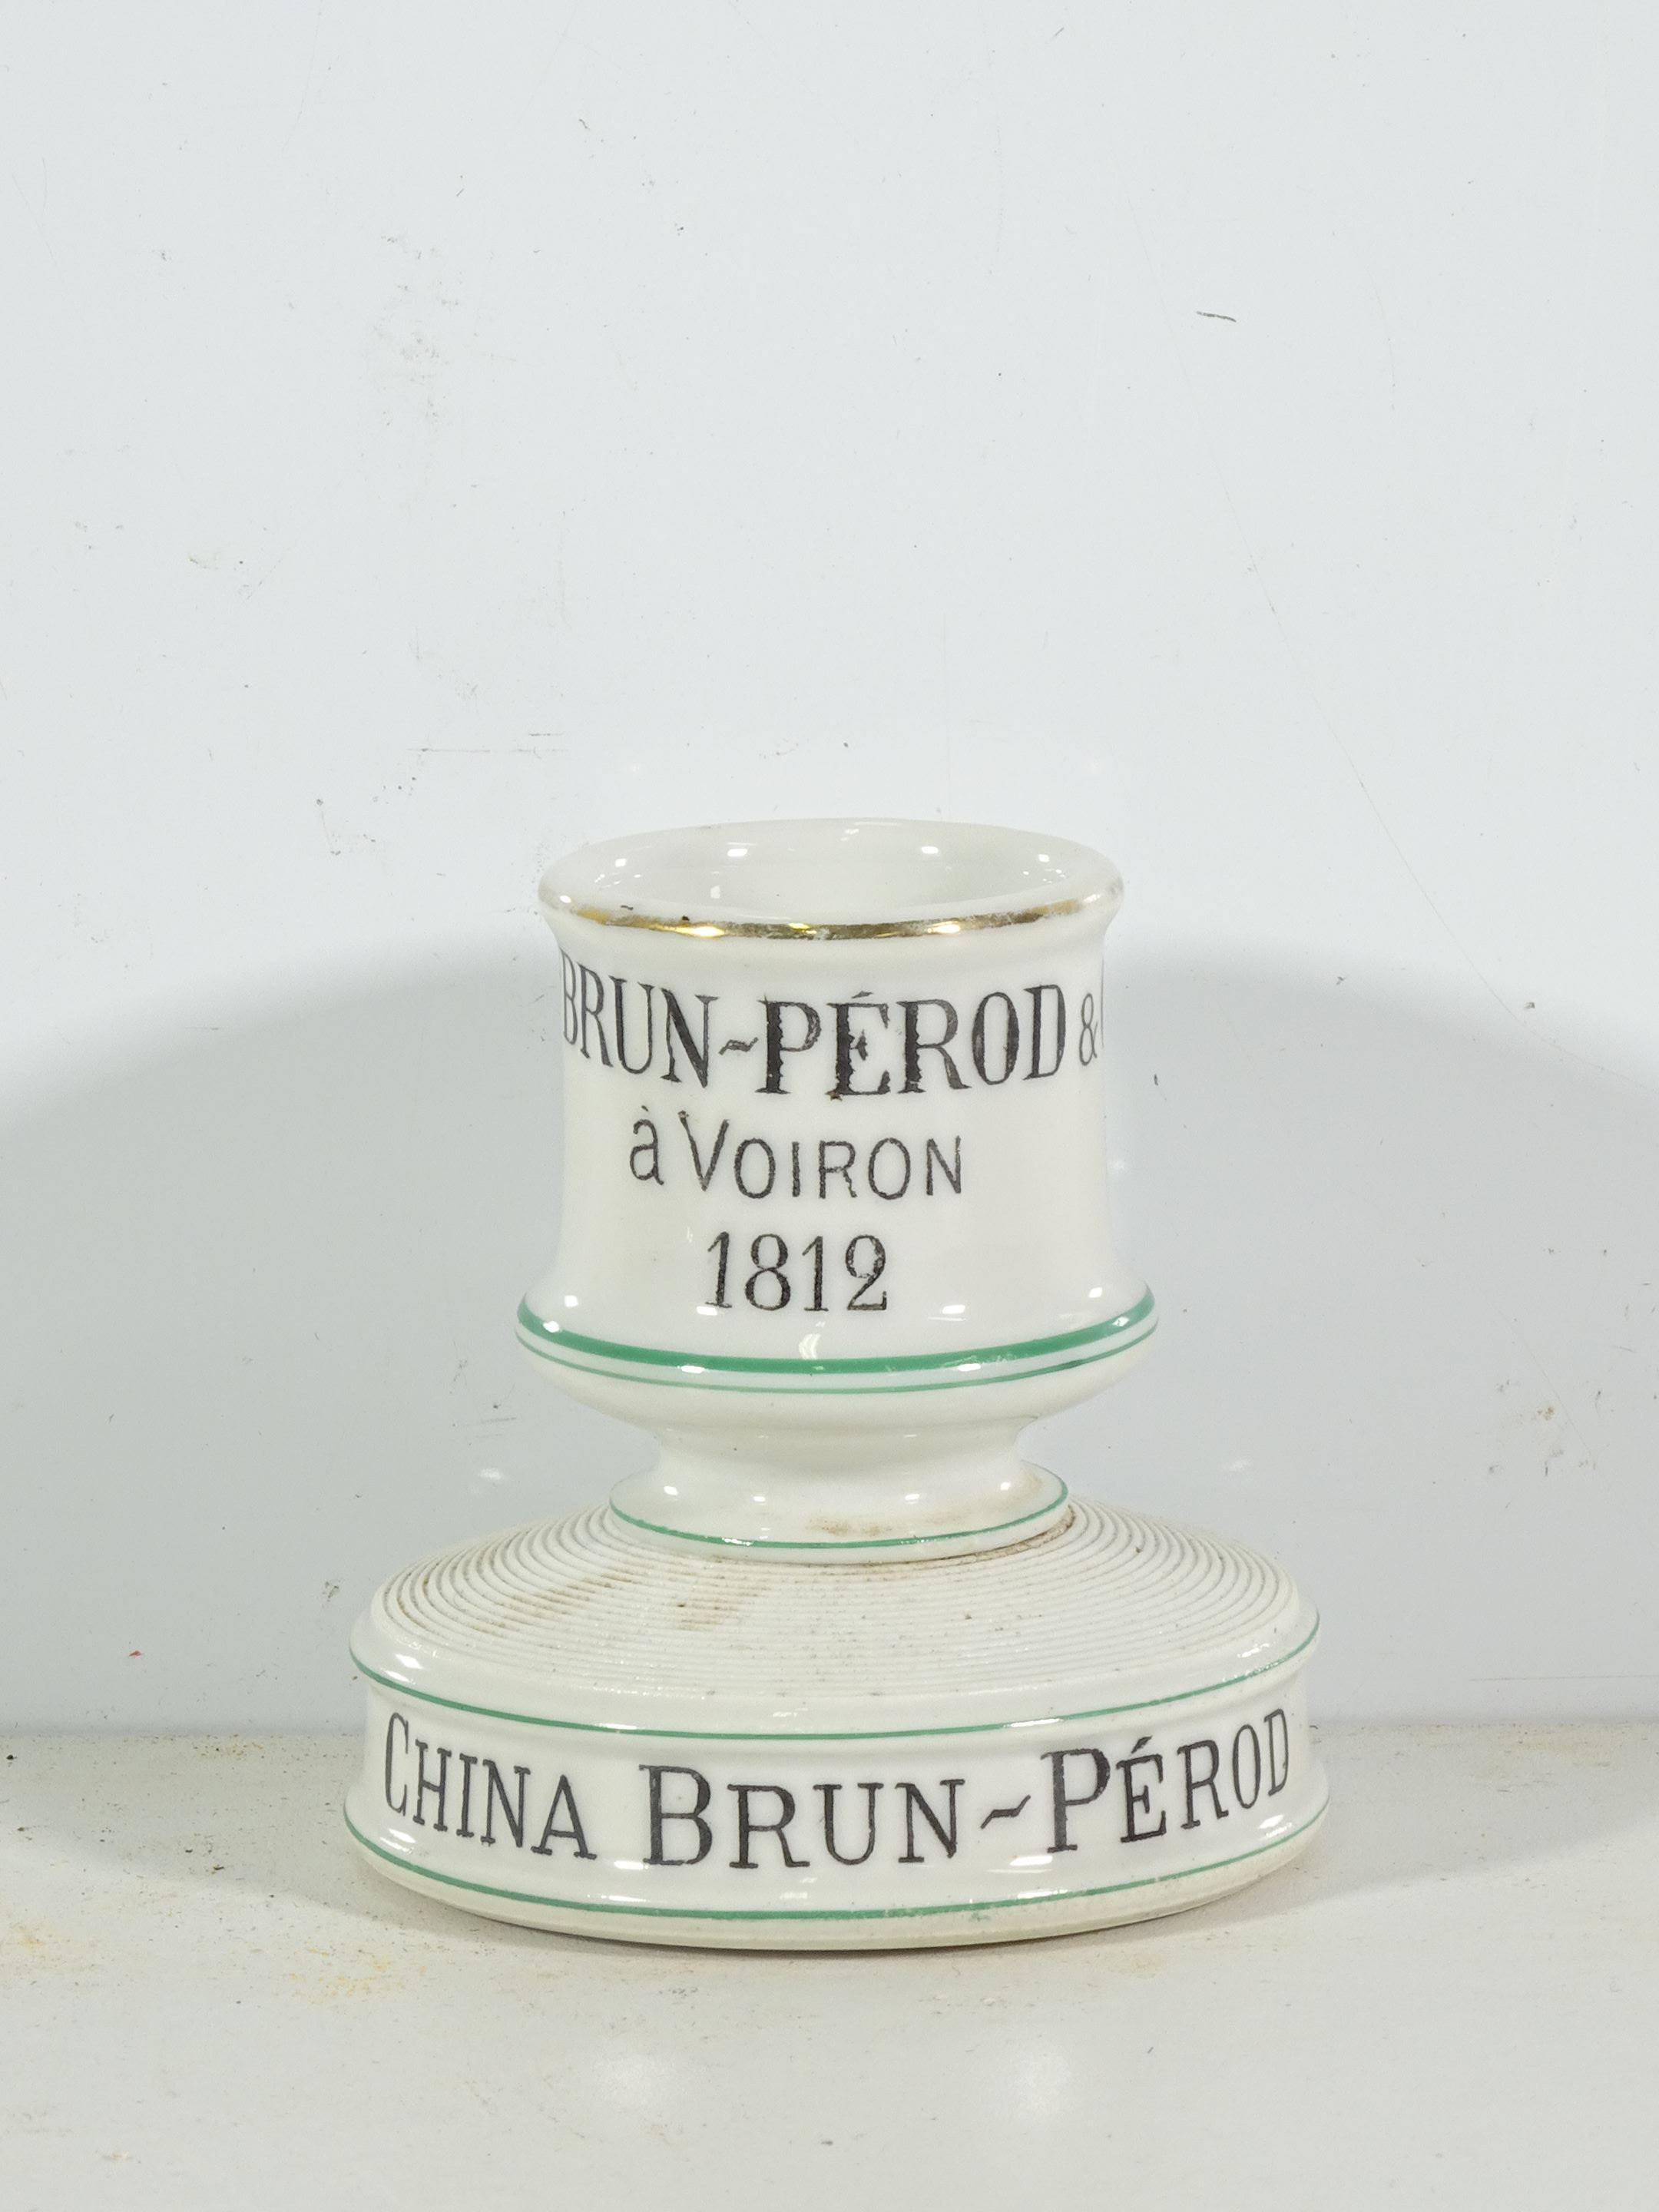 BRUN~PÉROD &
à VOIRON
1812
CHINA BRUN~PÉROD